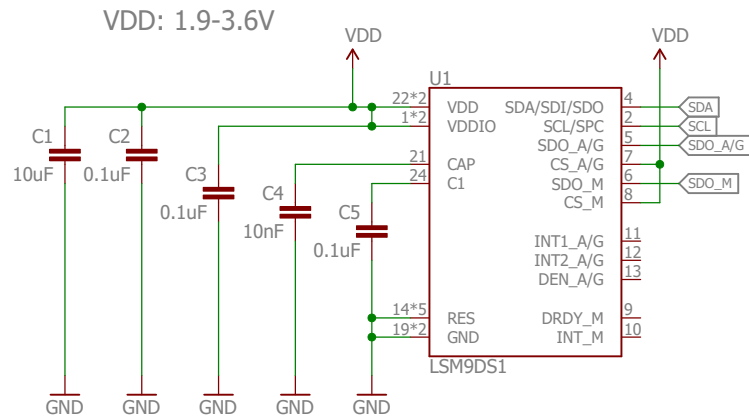 VDD: 1.9-3.6V
VDD
VDD
U1
22*2
VDD
SDA/SDI/SDO
4
SDA
1*2
VDDIO
SCL/SPC
2
SCL
SDO_A/G
5
SDO_A/G
21
CAP
CS_A/G
7
24
C1
SDO_M
6
SDO_M
CS_M
8
C1
10uF
C2
0.1uF
C3
0.1uF
C4
10nF
C5
0.1uF
INT1_A/G
11
INT2_A/G
12
DEN_A/G
13
14*5
RES
DRDY_M
9
19*2
GND
INT_M
10
LSM9DS1
GND
GND
GND
GND
GND